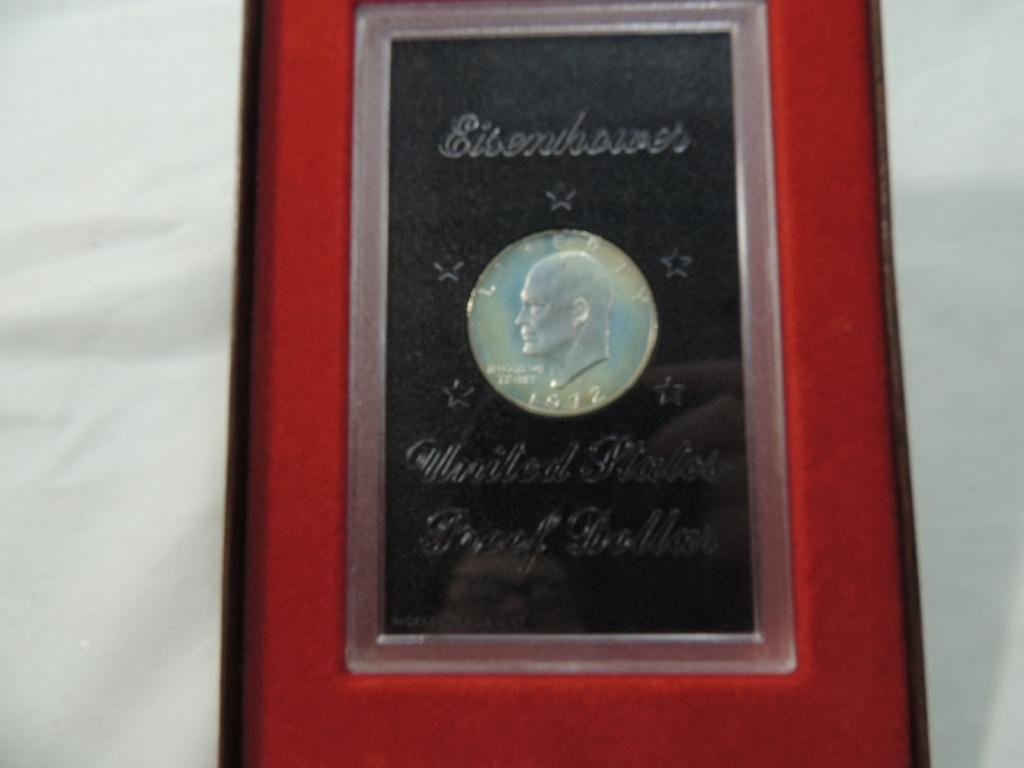 Eisenhower
LIBERTY
IN GOD WE
TRUST
1972
United States
Proof Dollar